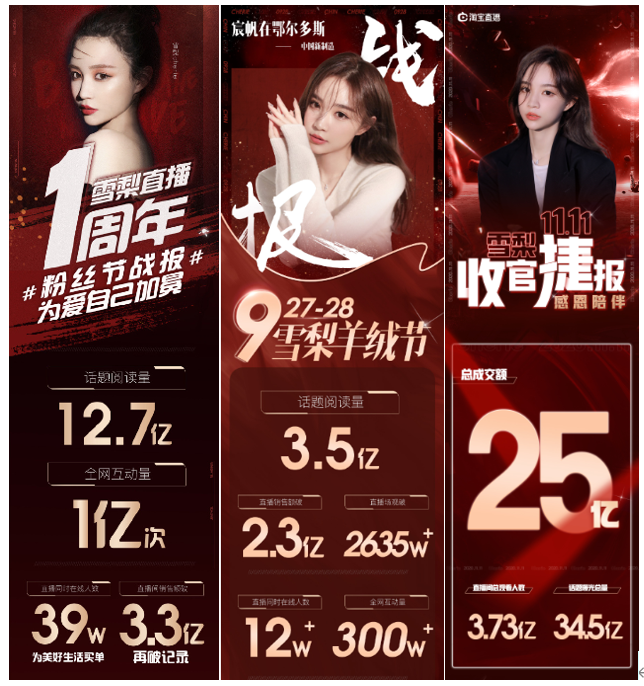 雪梨直播
1周年
#粉丝节战报#
为爱自己加冕
话题阅读量
12.7亿
全网互动量
1亿次
直播同时在线人数
39w
为美好生活买单
直播间销售额破
3.3亿
再破记录
宸帆在鄂尔多斯
中国新制造
战报
9 27-28
雪梨羊绒节
话题阅读量
3.5亿
直播销售额破
2.3亿
直播场观破
2635w+
直播同时在线人数
12w+
全网互动量
300w+
淘宝直播
11.11
雪梨
收官捷报
感恩陪伴
总成交额
25亿
直播间总观看人数
3.73亿
话题曝光总量
34.5亿